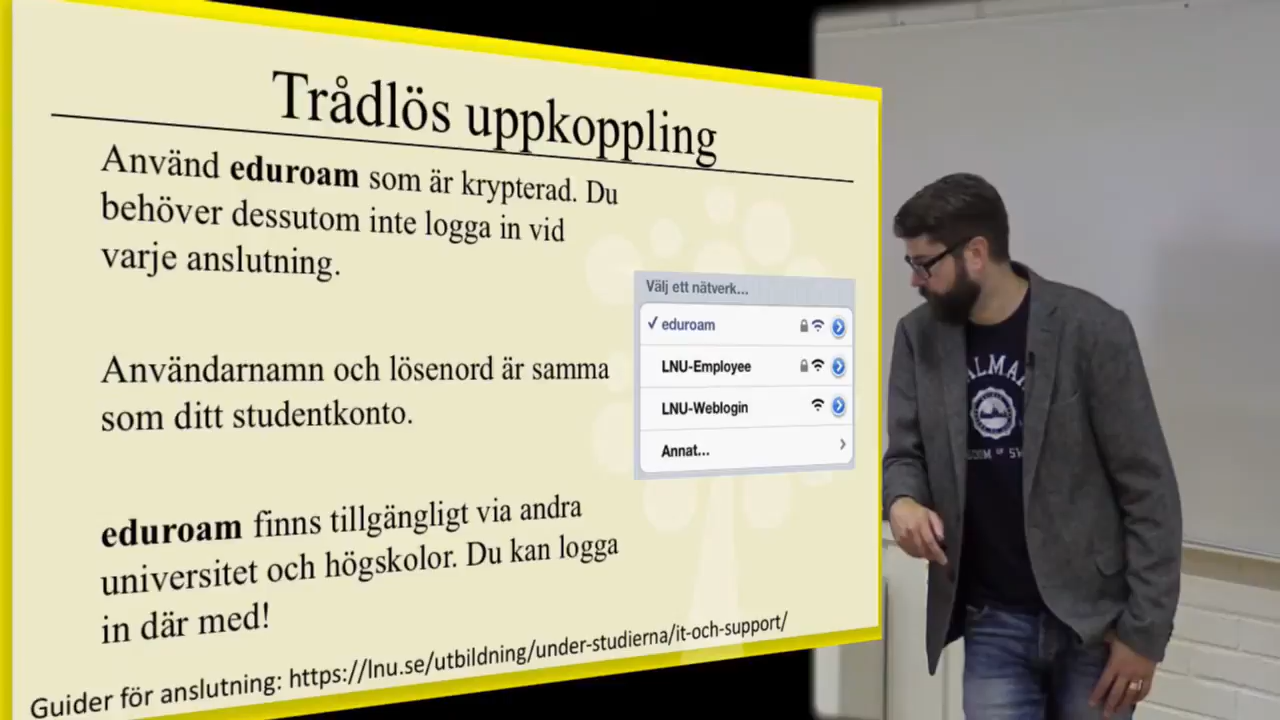 Trådlös uppkoppling
Använd eduroam som är krypterad. Du
behöver dessutom inte logga in vid
varje anslutning.
Användarnamn och lösenord är samma
som ditt studentkonto.
eduroam finns tillgängligt via andra
universitet och högskolor. Du kan logga
in där med!
Guider för anslutning: https://lnu.se/utbildning/under-studierna/it-och-support/
Välj ett nätverk...
eduroam
LNU-Employee
LNU-Weblogin
Annat...